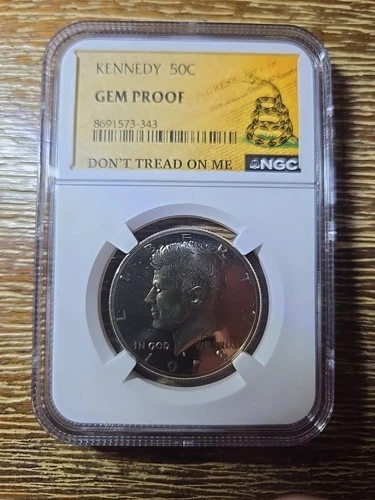 KENNEDY 50C
GEM PROOF
8691573-343
DON'T TREAD ON ME
NGC
LIBERTY
IN GOD WE TRUST